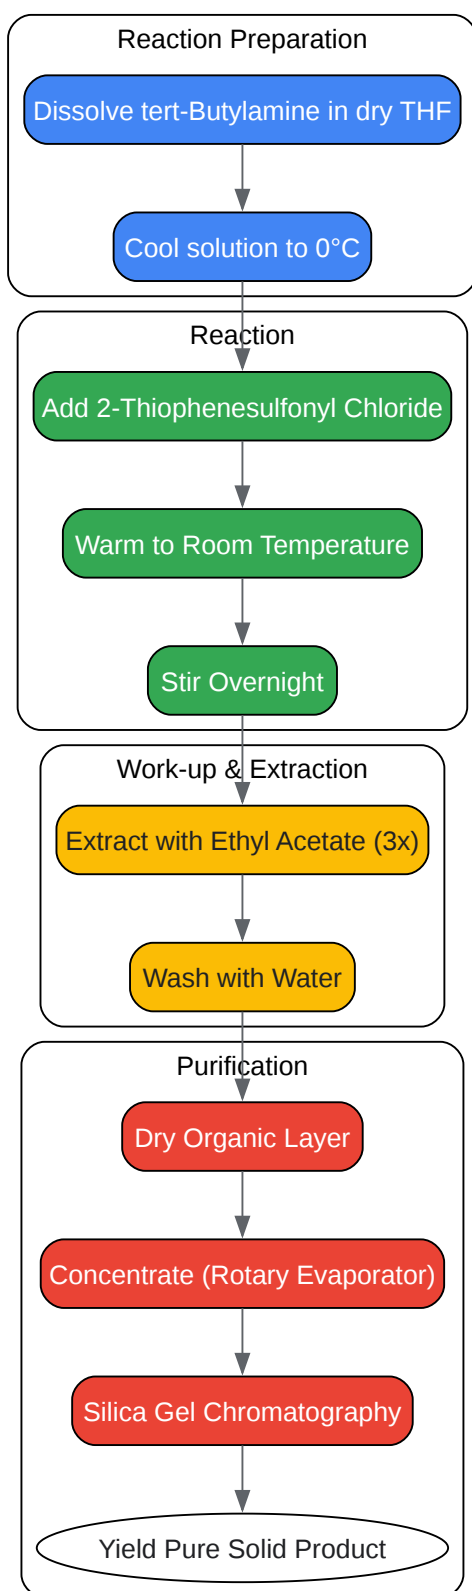 Reaction Preparation
Dissolve tert-Butylamine in dry THF
Cool solution to 0°C
Reaction
Add 2-Thiophenesulfonyl Chloride
Warm to Room Temperature
Stir Overnight
Work-up & Extraction
Extract with Ethyl Acetate (3x)
Wash with Water
Purification
Dry Organic Layer
Concentrate (Rotary Evaporator)
Silica Gel Chromatography
Yield Pure Solid Product